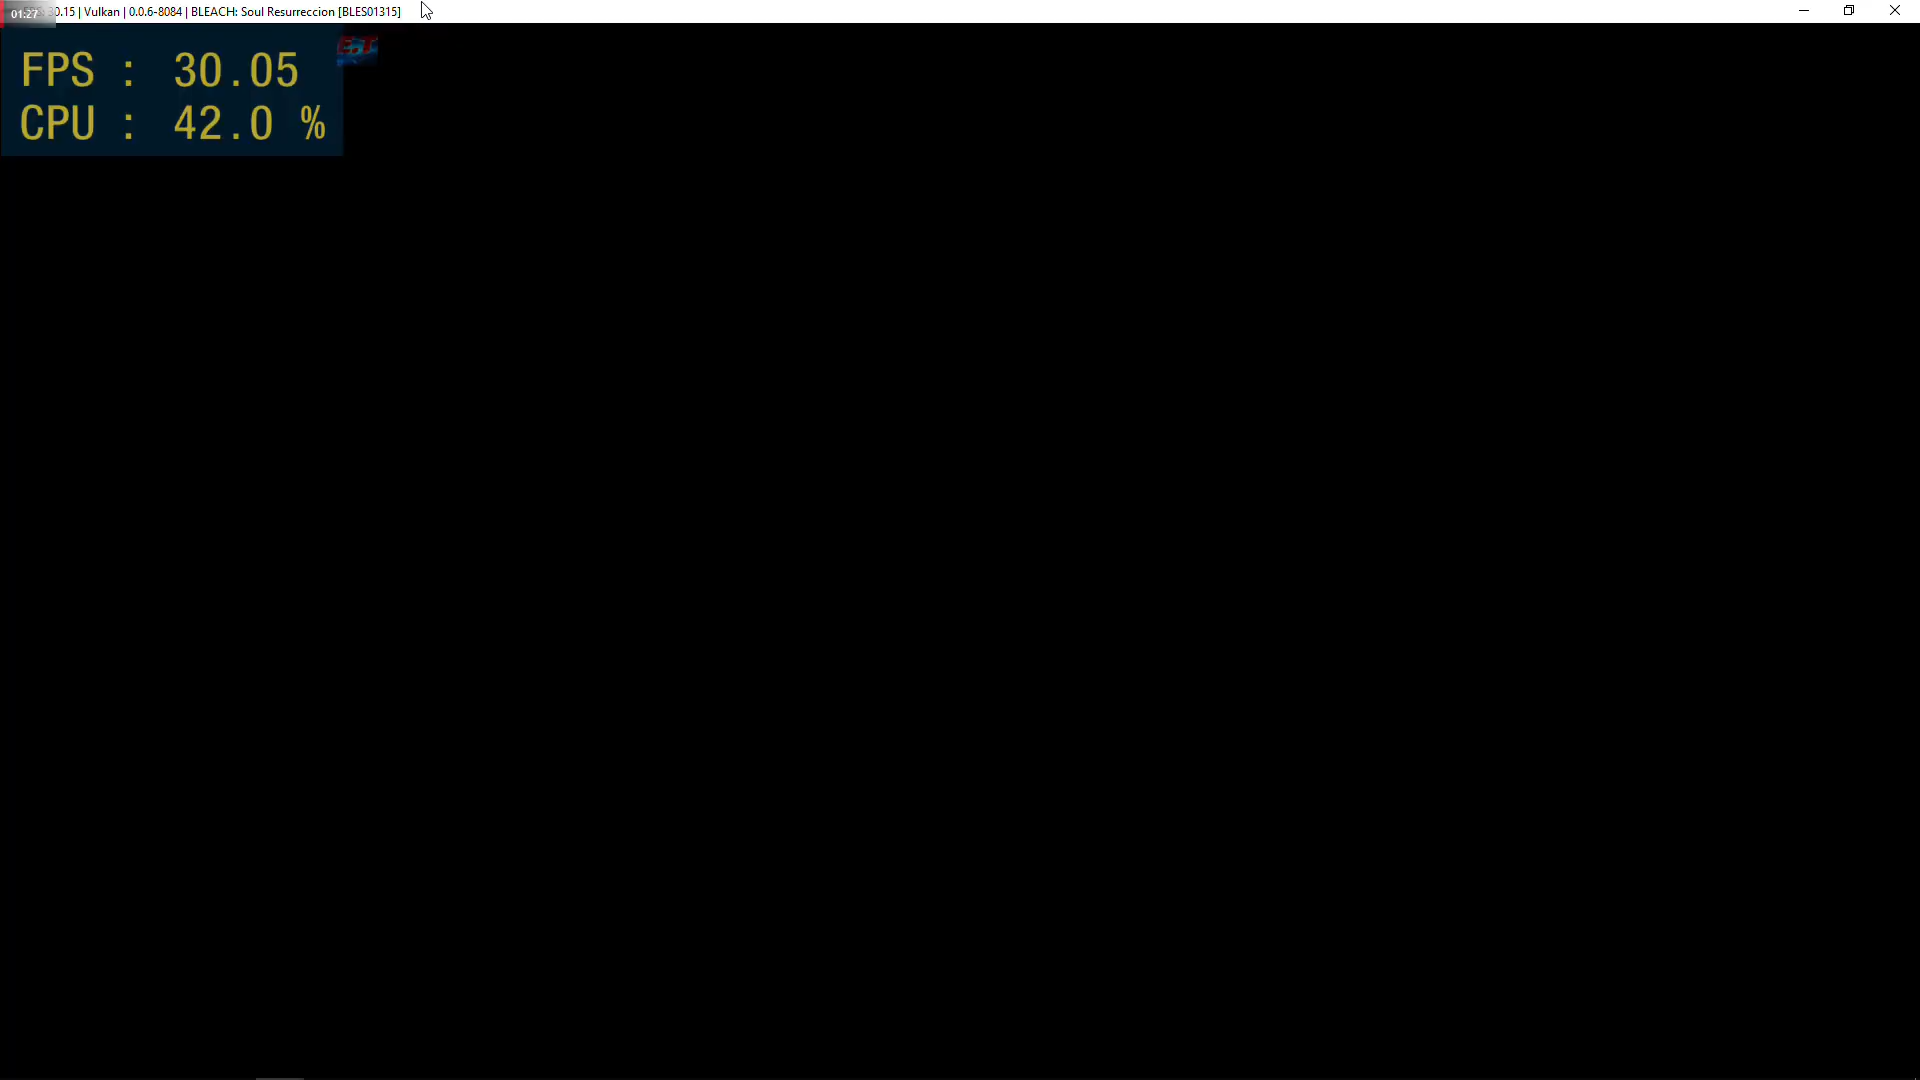 01:27 0.15 | Vulkan | 0.0.6-8084 | BLEACH: Soul Resurreccion [BLES01315]
FPS : 30.05
CPU : 42.0 %